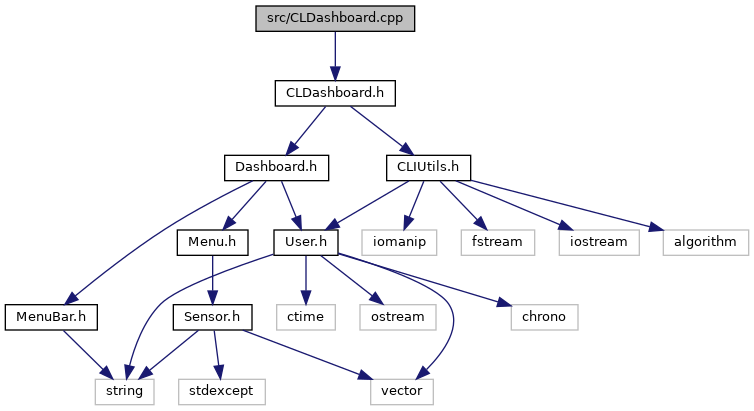 src/CLDashboard.cpp
CLDashboard.h
Dashboard.h
CLIUtils.h
Menu.h
User.h
iomanip
fstream
iostream
algorithm
MenuBar.h
Sensor.h
ctime
ostream
chrono
string
stdexcept
vector